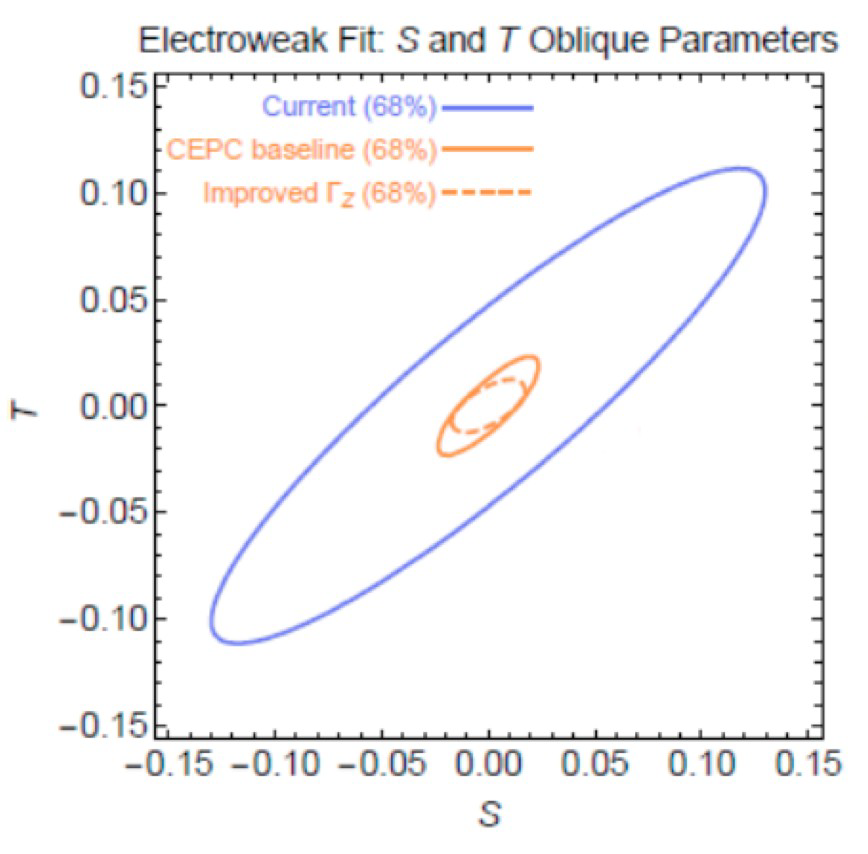 Electroweak Fit: S and T Oblique Parameters
Current (68%)
CEPC baseline (68%)
Improved Γ_Z (68%)
0.15
0.10
0.05
0.00
−0.05
−0.10
−0.15
T
−0.15 −0.10 −0.05 0.00 0.05 0.10 0.15
S